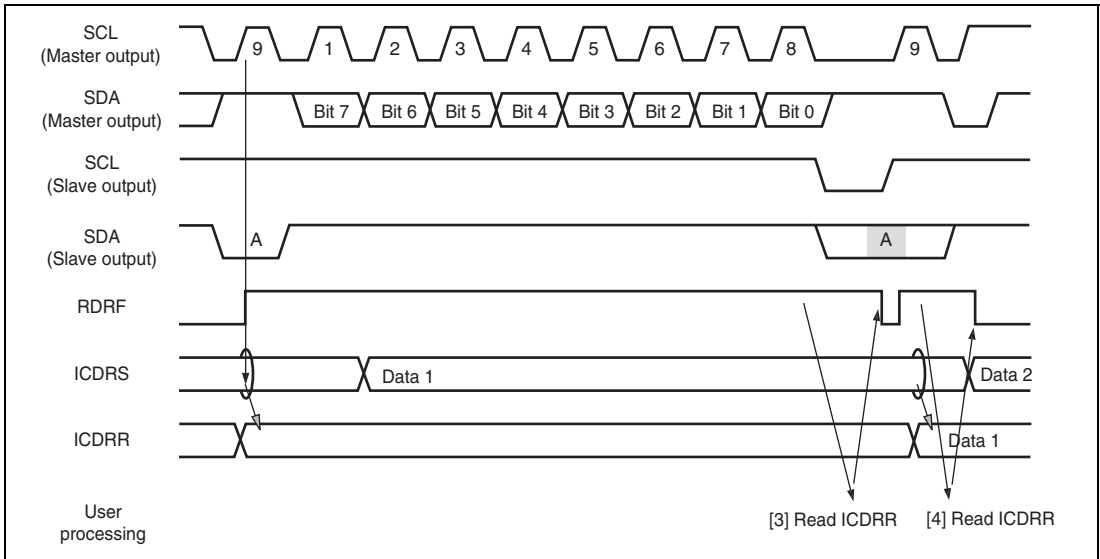 SCL
(Master output)
9 1 2 3 4 5 6 7 8 9
SDA
(Master output)
Bit 7 Bit 6 Bit 5 Bit 4 Bit 3 Bit 2 Bit 1 Bit 0
SCL
(Slave output)
SDA
(Slave output)
A A
RDRF
ICDRS
Data 1 Data 2
ICDRR
Data 1
User
processing
[3] Read ICDRR [4] Read ICDRR